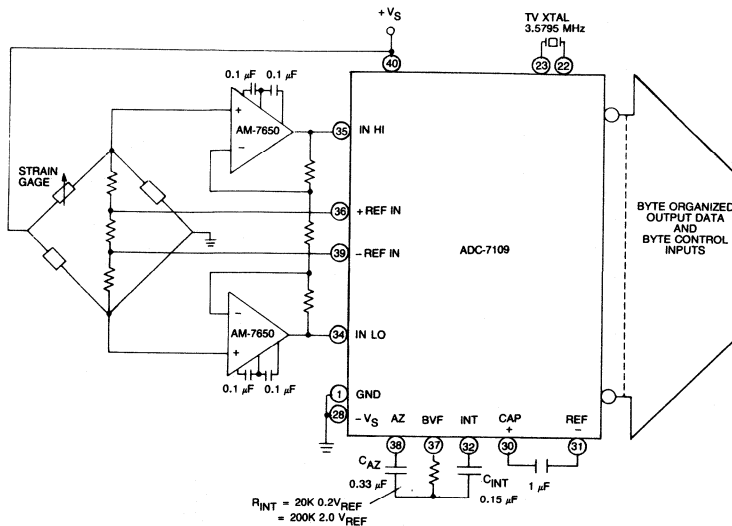 + VS
40
TV XTAL
3.5795 MHz
23
22
0.1 µF
0.1 µF
+
AM-7650
−
35
IN HI
STRAIN
GAGE
36
+ REF IN
39
− REF IN
ADC-7109
BYTE ORGANIZED
OUTPUT DATA
AND
BYTE CONTROL
INPUTS
−
AM-7650
+
34
IN LO
0.1 µF
0.1 µF
1
GND
28
− VS
AZ
BVF
INT
CAP
+
REF
−
38
37
32
30
31
CAZ
0.33 µF
CINT
0.15 µF
1 µF
RINT = 20K 0.2VREF
= 200K 2.0 VREF